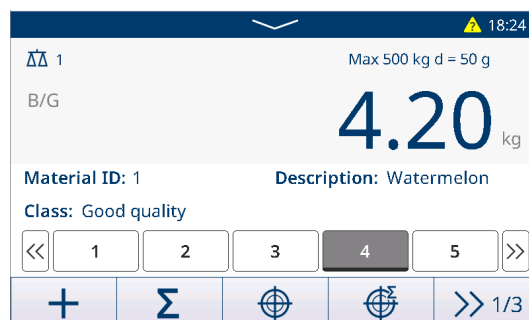 18:24
1 Max 500 kg d = 50 g
B/G
4.20 kg
Material ID: 1 Description: Watermelon
Class: Good quality
1 2 3 4 5
Σ Σ 1/3